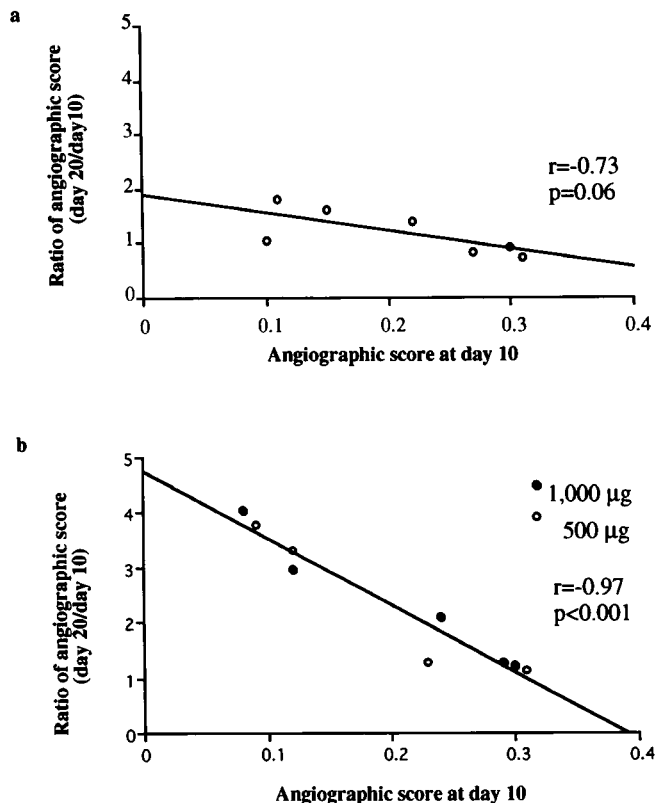 a
Ratio of angiographic score
(day 20/day10)
5
4
3
2
1
0
r=-0.73
p=0.06
0 0.1 0.2 0.3 0.4
Angiographic score at day 10
b
Ratio of angiographic score
(day 20/day 10)
5
4
3
2
1
0
1,000 µg
500 µg
r=-0.97
p<0.001
0 0.1 0.2 0.3 0.4
Angiographic score at day 10